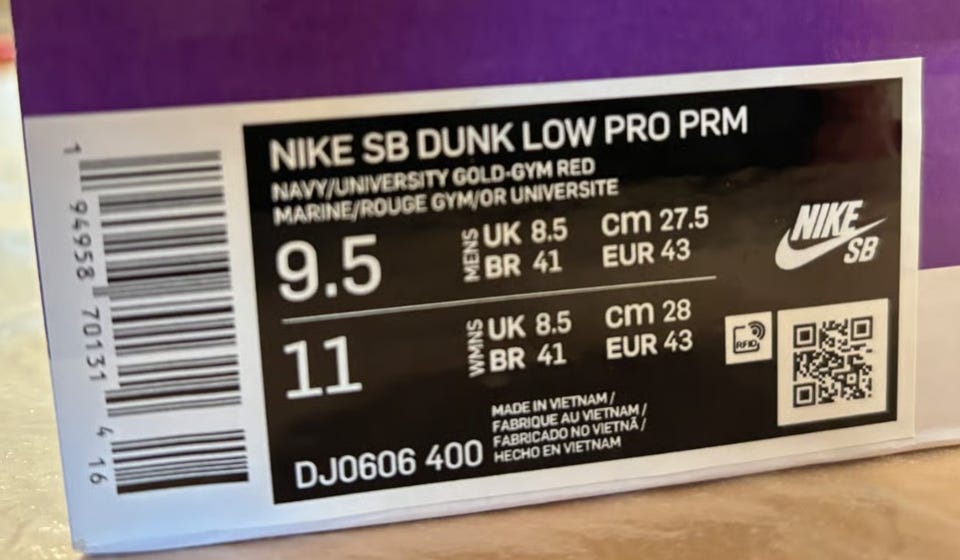 NIKE SB DUNK LOW PRO PRM
NAVY/UNIVERSITY GOLD-GYM RED
MARINE/ROUGE GYM/OR UNIVERSITE
9.5 MENS UK 8.5 cm 27.5
BR 41 EUR 43
NIKE
SB
11 WMNS UK 8.5 cm 28
BR 41 EUR 43
RFID
MADE IN VIETNAM /
FABRIQUE AU VIETNAM /
FABRICADO NO VIETNÃ /
HECHO EN VIETNAM
DJ0606 400
1 94958 70131 4 16